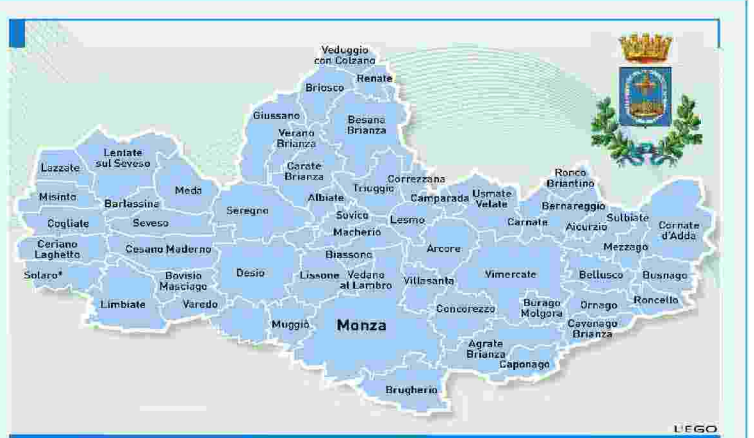 Veduggio
con Colzano
Renate
Briosco
Giussano
Besana
Brianza
Verano
Brianza
Lentate
sul Seveso
Lazzate
Carate
Brianza
Correzzana
Ronco
Briantino
Misinto
Meda
Triuggio
Barlassina
Albiate
Camparada
Usmate
Velate
Bernareggio
Seregno
Sovico
Lesmo
Carnate
Aicurzio
Sulbiate
Cornate
d'Adda
Cogliate
Seveso
Macherio
Ceriano
Laghetto
Cesano Maderno
Biassono
Arcore
Mezzago
Solaro*
Bovisio
Masciago
Desio
Lissone
Vedano
al Lambro
Villasanta
Vimercate
Bellusco
Busnago
Limbiate
Varedo
Concorezzo
Burago
Molgora
Ornago
Roncello
Muggiò
Monza
Cavenago
Brianza
Agrate
Brianza
Caponago
Brugherio
L'EGO